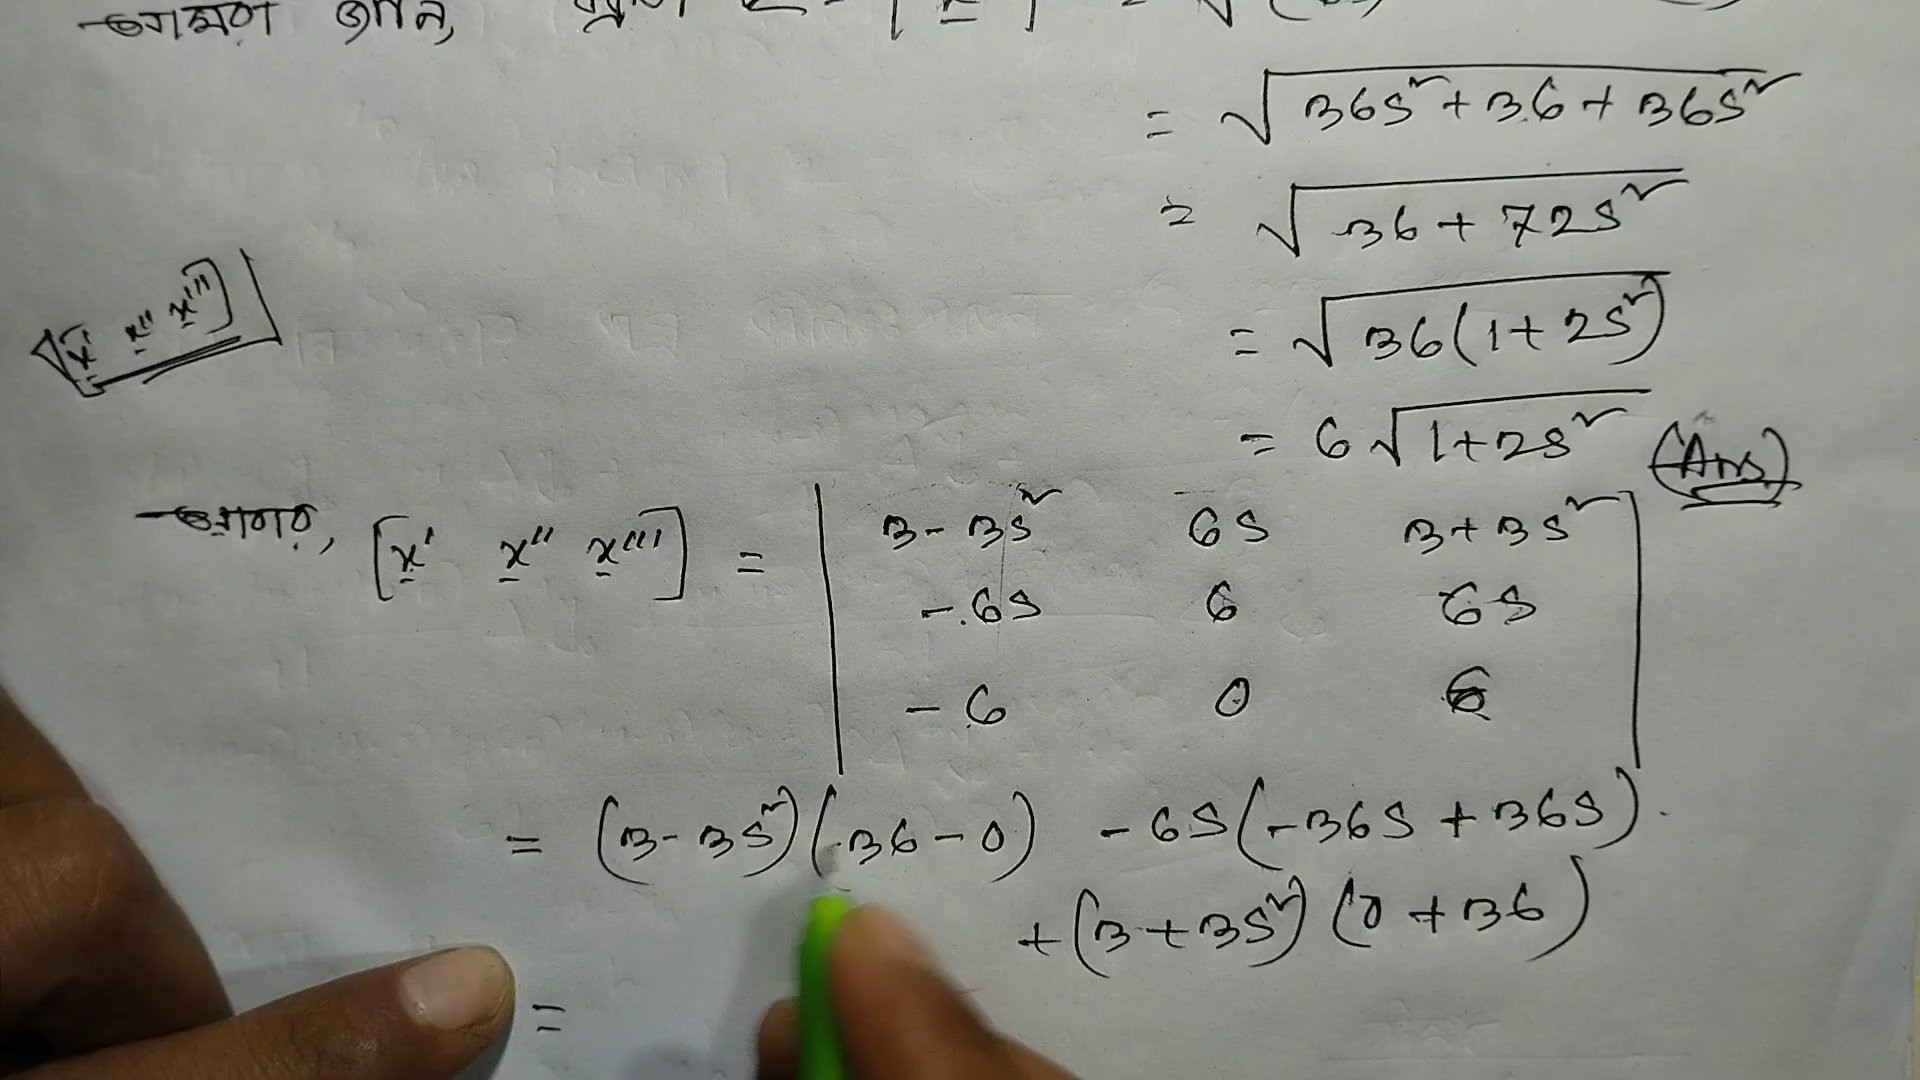 আমরা জানি,
= √(36s² + 36 + 36s²)
= √(36 + 72s²)
= √(36(1 + 2s²))
= 6√(1 + 2s²) (Ans)
[x' x'' x''']
আবার, [x' x'' x'''] = | 3 - 3s² 6s 3 + 3s² |
| -6s 6 6s |
| -6 0 6 |
= (3 - 3s²)(36 - 0) - 6s(-36s + 36s)
+ (3 + 3s²)(0 + 36)
=